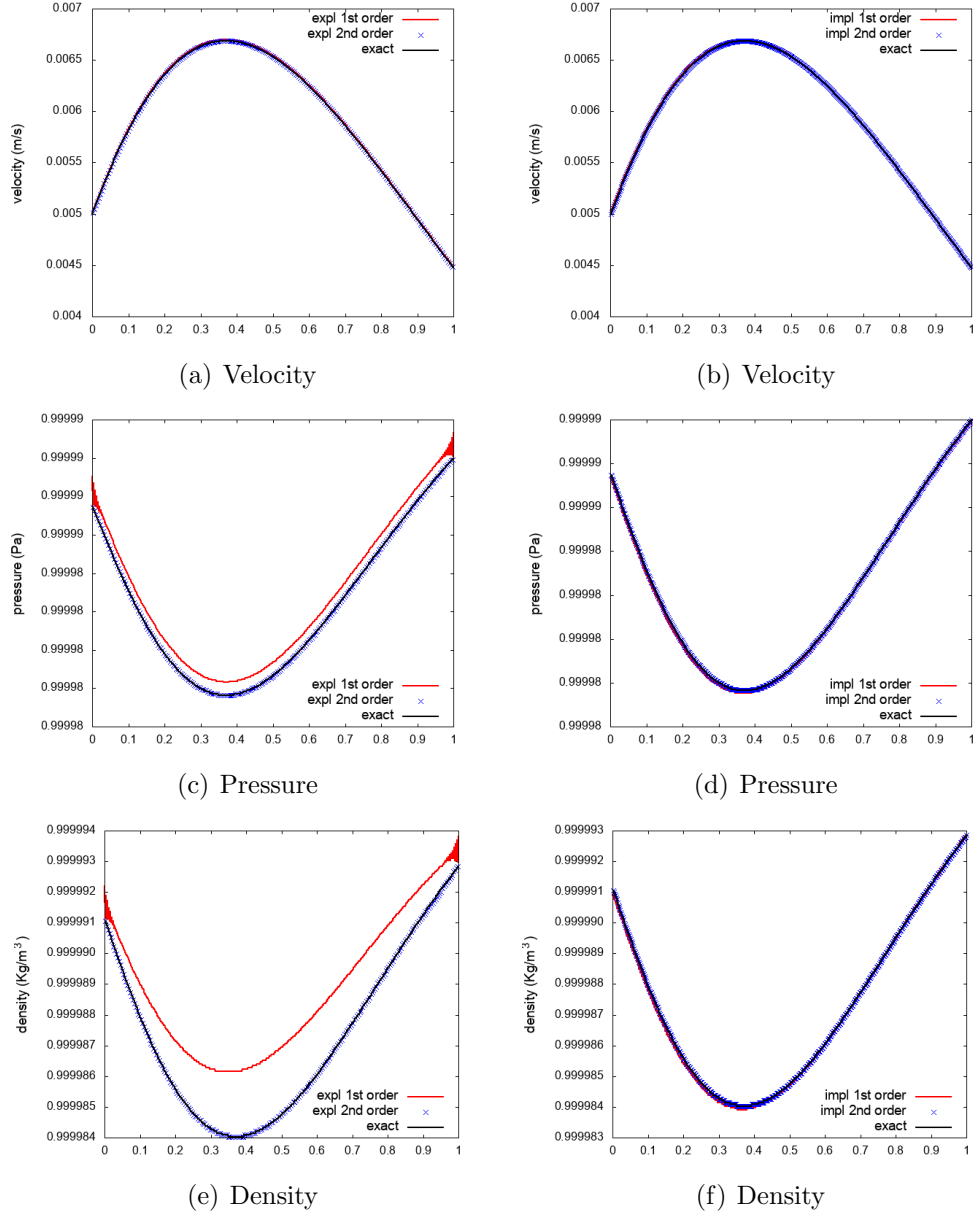 0.007
0.0065
0.006
0.0055
0.005
0.0045
0.004
velocity (m/s)
expl 1st order
expl 2nd order
exact
0 0.1 0.2 0.3 0.4 0.5 0.6 0.7 0.8 0.9 1
(a) Velocity
0.007
0.0065
0.006
0.0055
0.005
0.0045
0.004
velocity (m/s)
impl 1st order
impl 2nd order
exact
0 0.1 0.2 0.3 0.4 0.5 0.6 0.7 0.8 0.9 1
(b) Velocity
0.99999
0.99999
0.99999
0.99999
0.99998
0.99998
0.99998
0.99998
0.99998
pressure (Pa)
expl 1st order
expl 2nd order
exact
0 0.1 0.2 0.3 0.4 0.5 0.6 0.7 0.8 0.9 1
(c) Pressure
0.99999
0.99999
0.99999
0.99998
0.99998
0.99998
0.99998
0.99998
pressure (Pa)
impl 1st order
impl 2nd order
exact
0 0.1 0.2 0.3 0.4 0.5 0.6 0.7 0.8 0.9 1
(d) Pressure
0.999994
0.999993
0.999992
0.999991
0.999990
0.999989
0.999988
0.999987
0.999986
0.999985
0.999984
density (Kg/m³)
expl 1st order
expl 2nd order
exact
0 0.1 0.2 0.3 0.4 0.5 0.6 0.7 0.8 0.9 1
(e) Density
0.999993
0.999992
0.999991
0.999990
0.999989
0.999988
0.999987
0.999986
0.999985
0.999984
0.999983
density (Kg/m³)
impl 1st order
impl 2nd order
exact
0 0.1 0.2 0.3 0.4 0.5 0.6 0.7 0.8 0.9 1
(f) Density